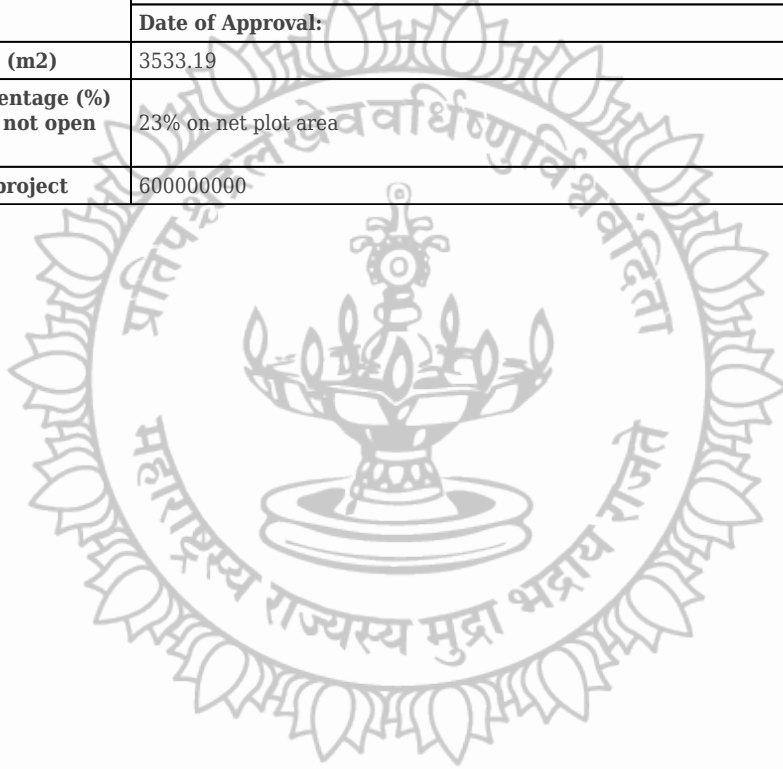 Date of Approval:
(m2)
3533.19
entage (%)
not open
23% on net plot area
project
600000000
प्रतिपच्चंद्रलेखेव वर्धिष्णुर्विश्ववंदिता
महाराष्ट्रस्य राज्यस्य मुद्रा भद्राय राजते